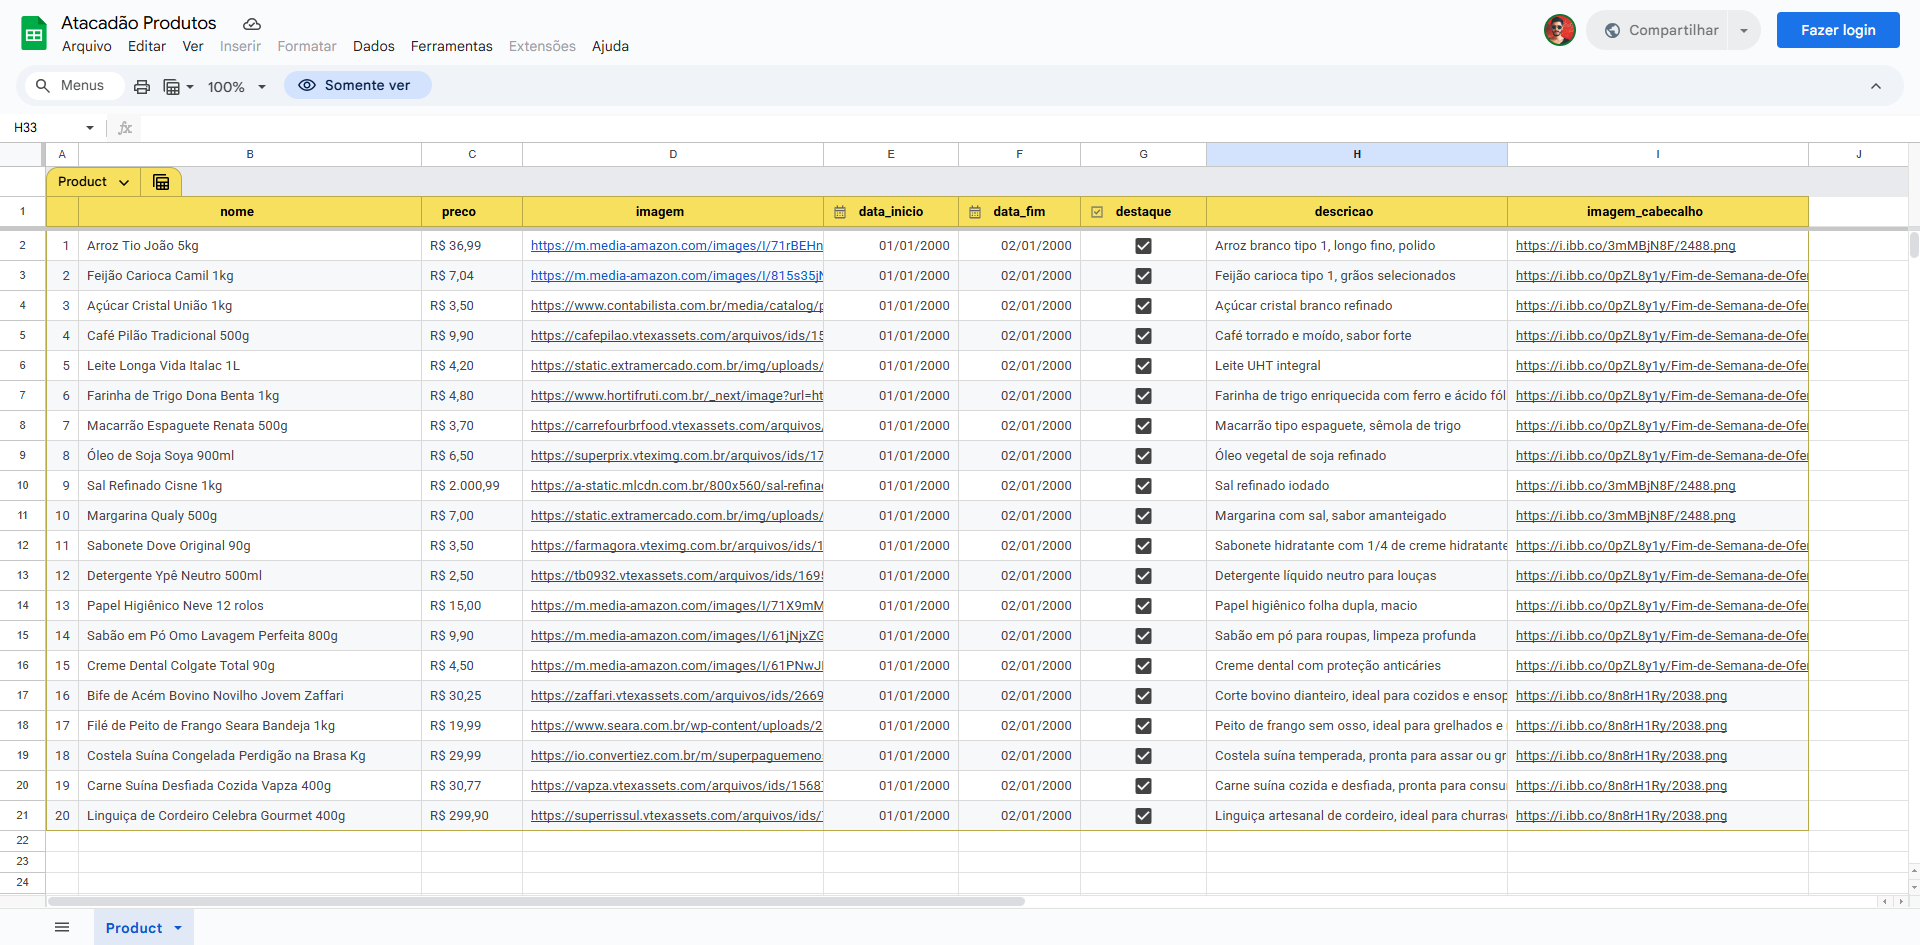 Atacadão Produtos
Arquivo Editar Ver Inserir Formatar Dados Ferramentas Extensões Ajuda
Compartilhar
Fazer login
Menus 100% Somente ver
H33 fx
A B C D E F G H I J
Product
1 nome preco imagem data_inicio data_fim destaque descricao imagem_cabecalho
2 1 Arroz Tio João 5kg R$ 36,99 https://m.media-amazon.com/images/I/71rBEHn 01/01/2000 02/01/2000 Arroz branco tipo 1, longo fino, polido https://i.ibb.co/3mMBjN8F/2488.png
3 2 Feijão Carioca Camil 1kg R$ 7,04 https://m.media-amazon.com/images/I/815s35jN 01/01/2000 02/01/2000 Feijão carioca tipo 1, grãos selecionados https://i.ibb.co/0pZL8y1y/Fim-de-Semana-de-Ofer
4 3 Açúcar Cristal União 1kg R$ 3,50 https://www.contabilista.com.br/media/catalog/p 01/01/2000 02/01/2000 Açúcar cristal branco refinado https://i.ibb.co/0pZL8y1y/Fim-de-Semana-de-Ofer
5 4 Café Pilão Tradicional 500g R$ 9,90 https://cafepilao.vtexassets.com/arquivos/ids/15 01/01/2000 02/01/2000 Café torrado e moído, sabor forte https://i.ibb.co/0pZL8y1y/Fim-de-Semana-de-Ofer
6 5 Leite Longa Vida Italac 1L R$ 4,20 https://static.extramercado.com.br/img/uploads/ 01/01/2000 02/01/2000 Leite UHT integral https://i.ibb.co/0pZL8y1y/Fim-de-Semana-de-Ofer
7 6 Farinha de Trigo Dona Benta 1kg R$ 4,80 https://www.hortifruti.com.br/_next/image?url=ht 01/01/2000 02/01/2000 Farinha de trigo enriquecida com ferro e ácido fól https://i.ibb.co/0pZL8y1y/Fim-de-Semana-de-Ofer
8 7 Macarrão Espaguete Renata 500g R$ 3,70 https://carrefourbrfood.vtexassets.com/arquivos/ 01/01/2000 02/01/2000 Macarrão tipo espaguete, sêmola de trigo https://i.ibb.co/0pZL8y1y/Fim-de-Semana-de-Ofer
9 8 Óleo de Soja Soya 900ml R$ 6,50 https://superprix.vteximg.com.br/arquivos/ids/17 01/01/2000 02/01/2000 Óleo vegetal de soja refinado https://i.ibb.co/0pZL8y1y/Fim-de-Semana-de-Ofer
10 9 Sal Refinado Cisne 1kg R$ 2.000,99 https://a-static.mlcdn.com.br/800x560/sal-refinad 01/01/2000 02/01/2000 Sal refinado iodado https://i.ibb.co/3mMBjN8F/2488.png
11 10 Margarina Qualy 500g R$ 7,00 https://static.extramercado.com.br/img/uploads/ 01/01/2000 02/01/2000 Margarina com sal, sabor amanteigado https://i.ibb.co/3mMBjN8F/2488.png
12 11 Sabonete Dove Original 90g R$ 3,50 https://farmagora.vteximg.com.br/arquivos/ids/1 01/01/2000 02/01/2000 Sabonete hidratante com 1/4 de creme hidratante https://i.ibb.co/0pZL8y1y/Fim-de-Semana-de-Ofer
13 12 Detergente Ypê Neutro 500ml R$ 2,50 https://tb0932.vtexassets.com/arquivos/ids/1695 01/01/2000 02/01/2000 Detergente líquido neutro para louças https://i.ibb.co/0pZL8y1y/Fim-de-Semana-de-Ofer
14 13 Papel Higiênico Neve 12 rolos R$ 15,00 https://m.media-amazon.com/images/I/71X9mM 01/01/2000 02/01/2000 Papel higiênico folha dupla, macio https://i.ibb.co/0pZL8y1y/Fim-de-Semana-de-Ofer
15 14 Sabão em Pó Omo Lavagem Perfeita 800g R$ 9,90 https://m.media-amazon.com/images/I/61jNjxZG 01/01/2000 02/01/2000 Sabão em pó para roupas, limpeza profunda https://i.ibb.co/0pZL8y1y/Fim-de-Semana-de-Ofer
16 15 Creme Dental Colgate Total 90g R$ 4,50 https://m.media-amazon.com/images/I/61PNwJ 01/01/2000 02/01/2000 Creme dental com proteção anticáries https://i.ibb.co/0pZL8y1y/Fim-de-Semana-de-Ofer
17 16 Bife de Acém Bovino Novilho Jovem Zaffari R$ 30,25 https://zaffari.vtexassets.com/arquivos/ids/2669 01/01/2000 02/01/2000 Corte bovino dianteiro, ideal para cozidos e ensop https://i.ibb.co/8n8rH1Ry/2038.png
18 17 Filé de Peito de Frango Seara Bandeja 1kg R$ 19,99 https://www.seara.com.br/wp-content/uploads/2 01/01/2000 02/01/2000 Peito de frango sem osso, ideal para grelhados e https://i.ibb.co/8n8rH1Ry/2038.png
19 18 Costela Suína Congelada Perdigão na Brasa Kg R$ 29,99 https://io.convertiez.com.br/m/superpaguemeno 01/01/2000 02/01/2000 Costela suína temperada, pronta para assar ou gr https://i.ibb.co/8n8rH1Ry/2038.png
20 19 Carne Suína Desfiada Cozida Vapza 400g R$ 30,77 https://vapza.vtexassets.com/arquivos/ids/15687 01/01/2000 02/01/2000 Carne suína cozida e desfiada, pronta para consu https://i.ibb.co/8n8rH1Ry/2038.png
21 20 Linguiça de Cordeiro Celebra Gourmet 400g R$ 299,90 https://superrissul.vtexassets.com/arquivos/ids/ 01/01/2000 02/01/2000 Linguiça artesanal de cordeiro, ideal para churras https://i.ibb.co/8n8rH1Ry/2038.png
22
23
24
Product